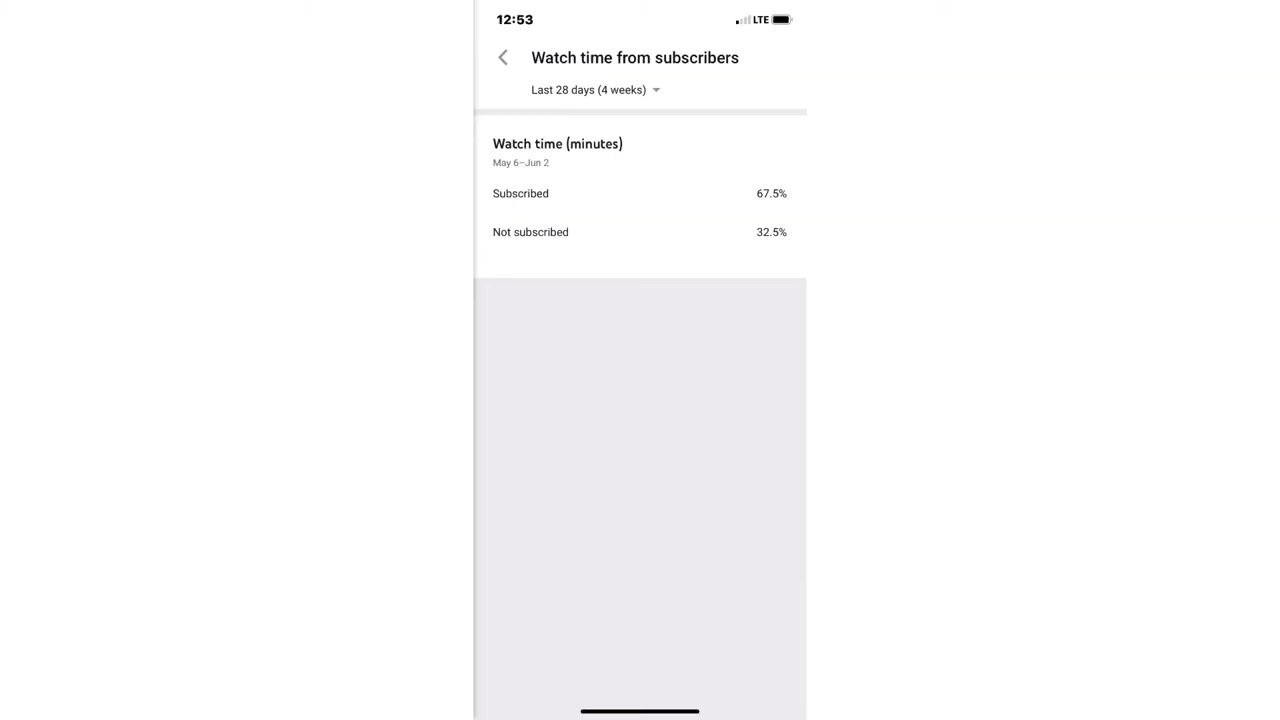 12:53 LTE
Watch time from subscribers
Last 28 days (4 weeks)
Watch time (minutes)
May 6–Jun 2
Subscribed 67.5%
Not subscribed 32.5%